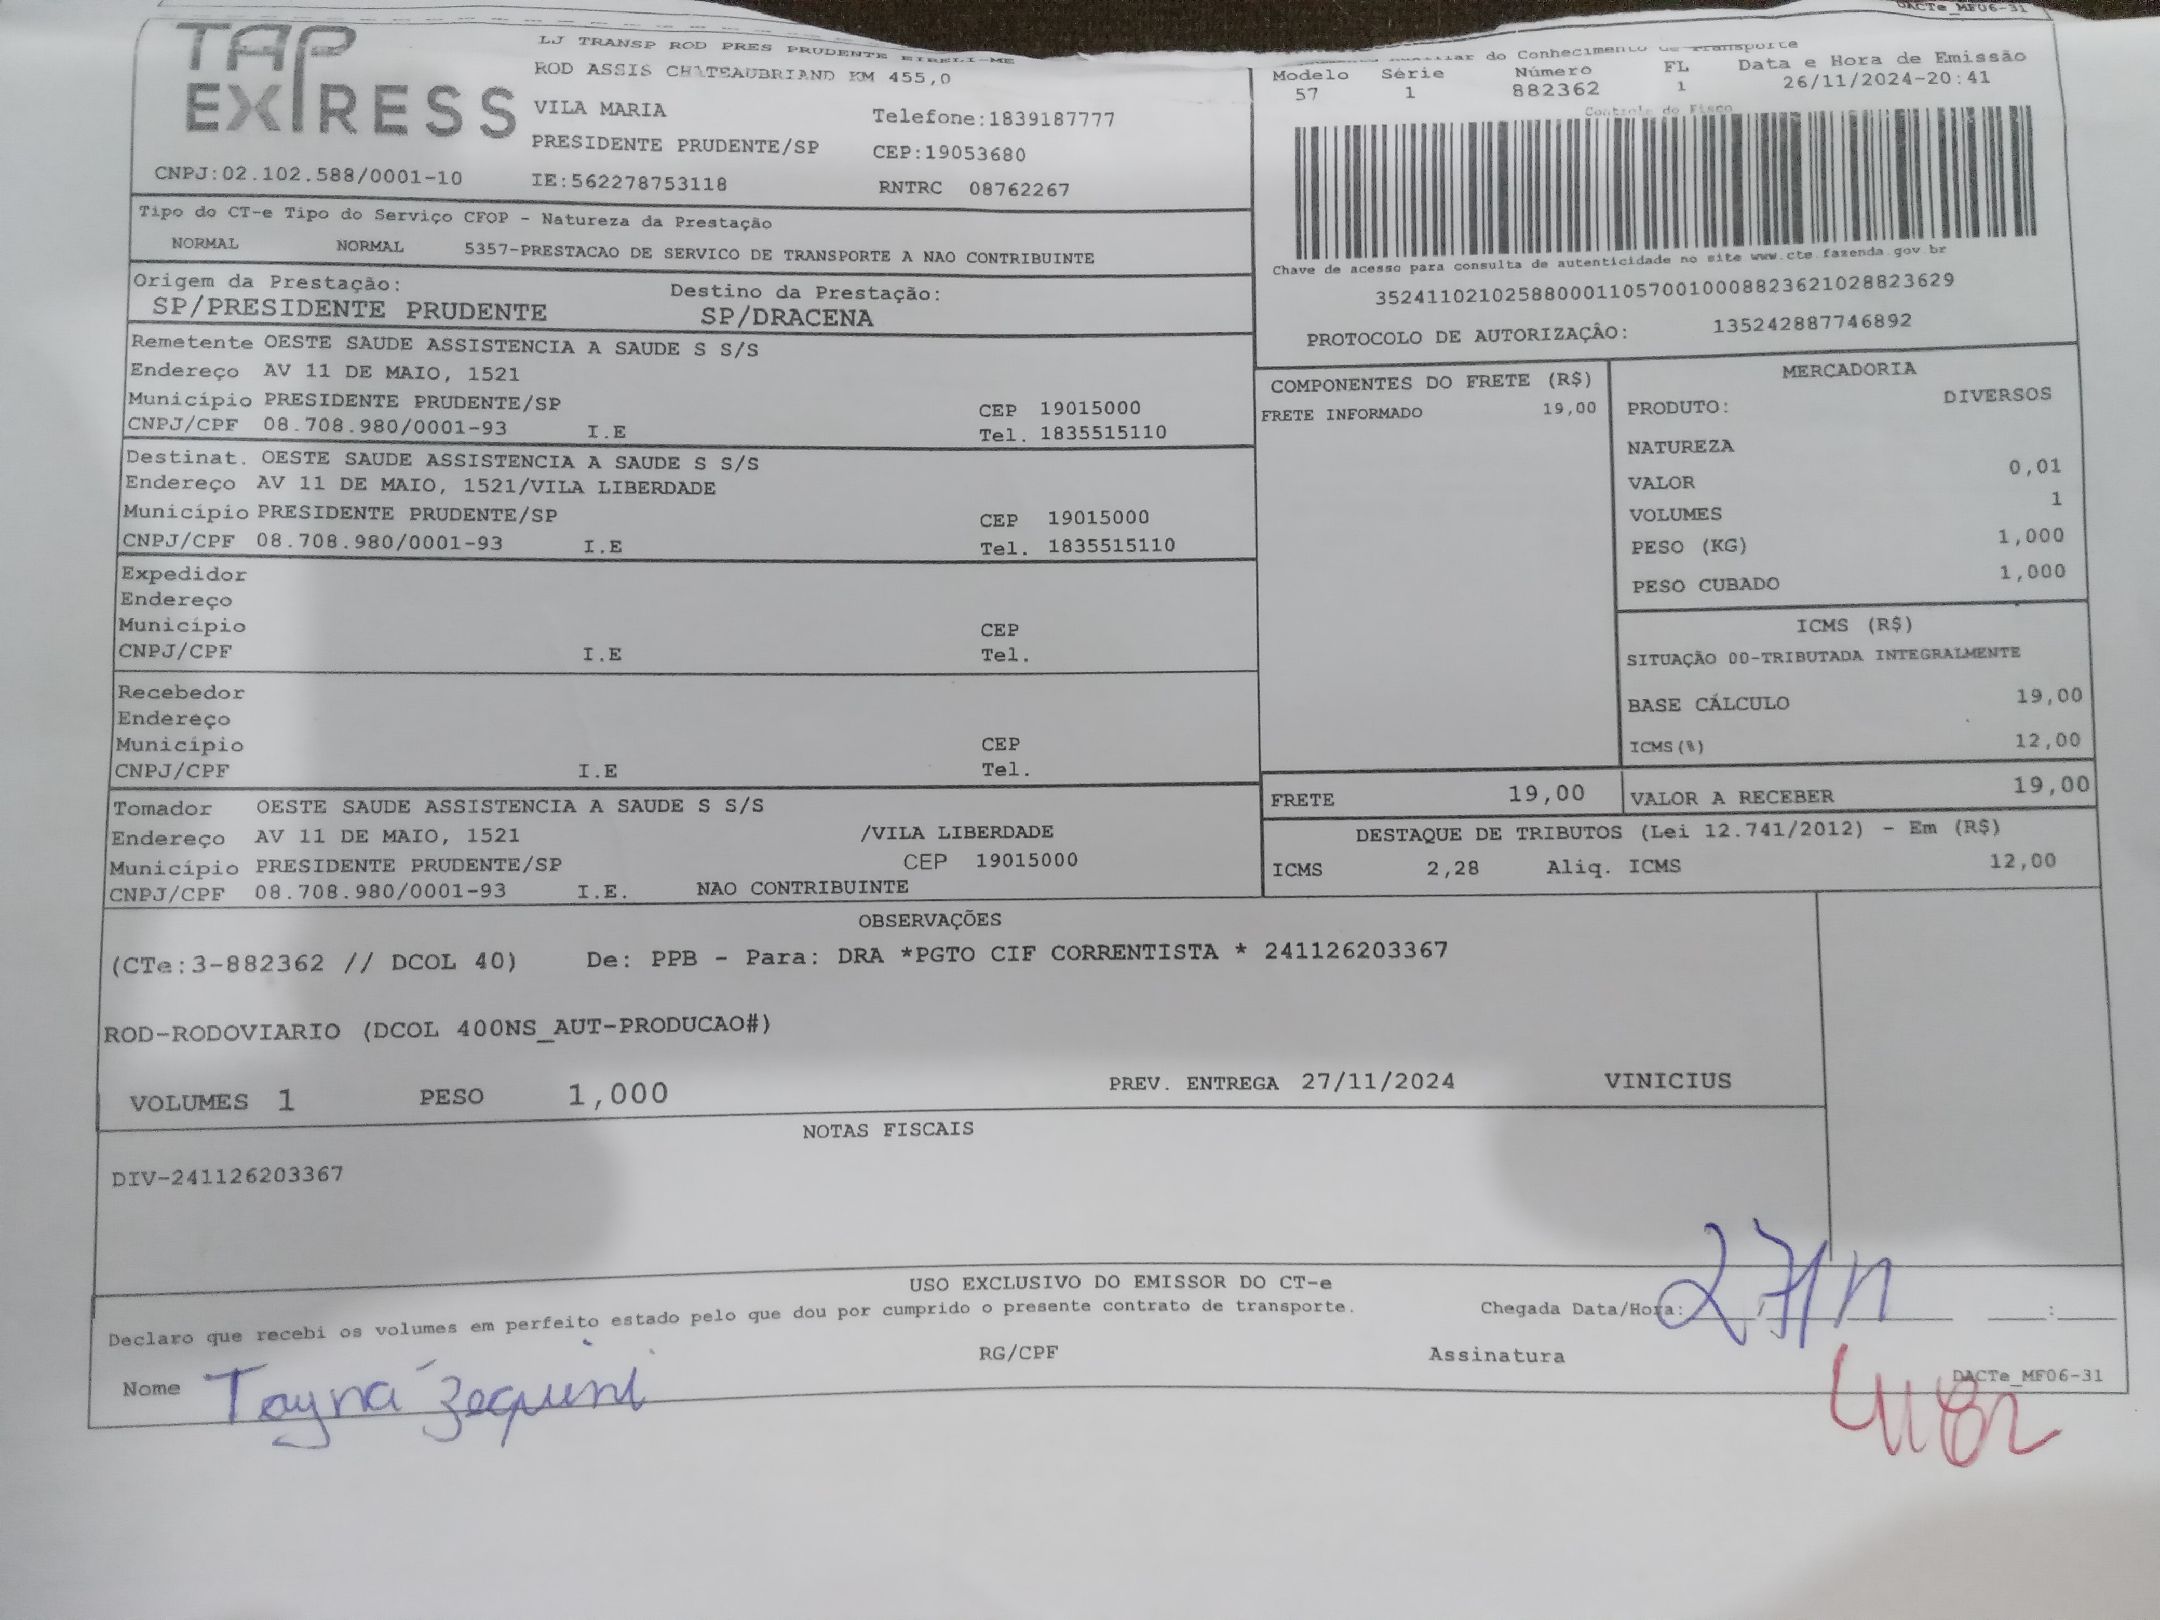 DACTe_MF06-31
TAP EXPRESS
LJ TRANSP ROD PRES PRUDENTE EIRELI-ME
ROD ASSIS CHATEAUBRIAND KM 455,0
VILA MARIA Telefone:1839187777
PRESIDENTE PRUDENTE/SP CEP:19053680
CNPJ:02.102.588/0001-10 IE:562278753118 RNTRC 08762267
do Conhecimento de Transporte
Modelo Série Número FL Data e Hora de Emissão
57 1 882362 1 26/11/2024-20:41
Controle do Fisco
Chave de acesso para consulta de autenticidade no site www.cte.fazenda.gov.br
35241102102588000110570010008823621028823629
PROTOCOLO DE AUTORIZAÇÃO: 135242887746892
Tipo do CT-e Tipo do Serviço CFOP - Natureza da Prestação
NORMAL NORMAL 5357-PRESTACAO DE SERVICO DE TRANSPORTE A NAO CONTRIBUINTE
Origem da Prestação: Destino da Prestação:
SP/PRESIDENTE PRUDENTE SP/DRACENA
Remetente OESTE SAUDE ASSISTENCIA A SAUDE S S/S
Endereço AV 11 DE MAIO, 1521
Município PRESIDENTE PRUDENTE/SP CEP 19015000
CNPJ/CPF 08.708.980/0001-93 I.E Tel. 1835515110
Destinat. OESTE SAUDE ASSISTENCIA A SAUDE S S/S
Endereço AV 11 DE MAIO, 1521/VILA LIBERDADE
Município PRESIDENTE PRUDENTE/SP CEP 19015000
CNPJ/CPF 08.708.980/0001-93 I.E Tel. 1835515110
Expedidor
Endereço
Município CEP
CNPJ/CPF I.E Tel.
Recebedor
Endereço
Município CEP
CNPJ/CPF I.E Tel.
Tomador OESTE SAUDE ASSISTENCIA A SAUDE S S/S
Endereço AV 11 DE MAIO, 1521 /VILA LIBERDADE
Município PRESIDENTE PRUDENTE/SP CEP 19015000
CNPJ/CPF 08.708.980/0001-93 I.E. NAO CONTRIBUINTE
COMPONENTES DO FRETE (R$)
FRETE INFORMADO 19,00
MERCADORIA
PRODUTO: DIVERSOS
NATUREZA
VALOR 0,01
VOLUMES 1
PESO (KG) 1,000
PESO CUBADO 1,000
ICMS (R$)
SITUAÇÃO 00-TRIBUTADA INTEGRALMENTE
BASE CÁLCULO 19,00
ICMS(%) 12,00
FRETE 19,00 VALOR A RECEBER 19,00
DESTAQUE DE TRIBUTOS (Lei 12.741/2012) - Em (R$)
ICMS 2,28 Aliq. ICMS 12,00
OBSERVAÇÕES
(CTe:3-882362 // DCOL 40) De: PPB - Para: DRA *PGTO CIF CORRENTISTA * 241126203367
ROD-RODOVIARIO (DCOL 400NS_AUT-PRODUCAO#)
VOLUMES 1 PESO 1,000 PREV. ENTREGA 27/11/2024 VINICIUS
NOTAS FISCAIS
DIV-241126203367
USO EXCLUSIVO DO EMISSOR DO CT-e
Declaro que recebi os volumes em perfeito estado pelo que dou por cumprido o presente contrato de transporte. Chegada Data/Hora: 27/11
Nome Tayná Zequini RG/CPF Assinatura
DACTe_MF06-31